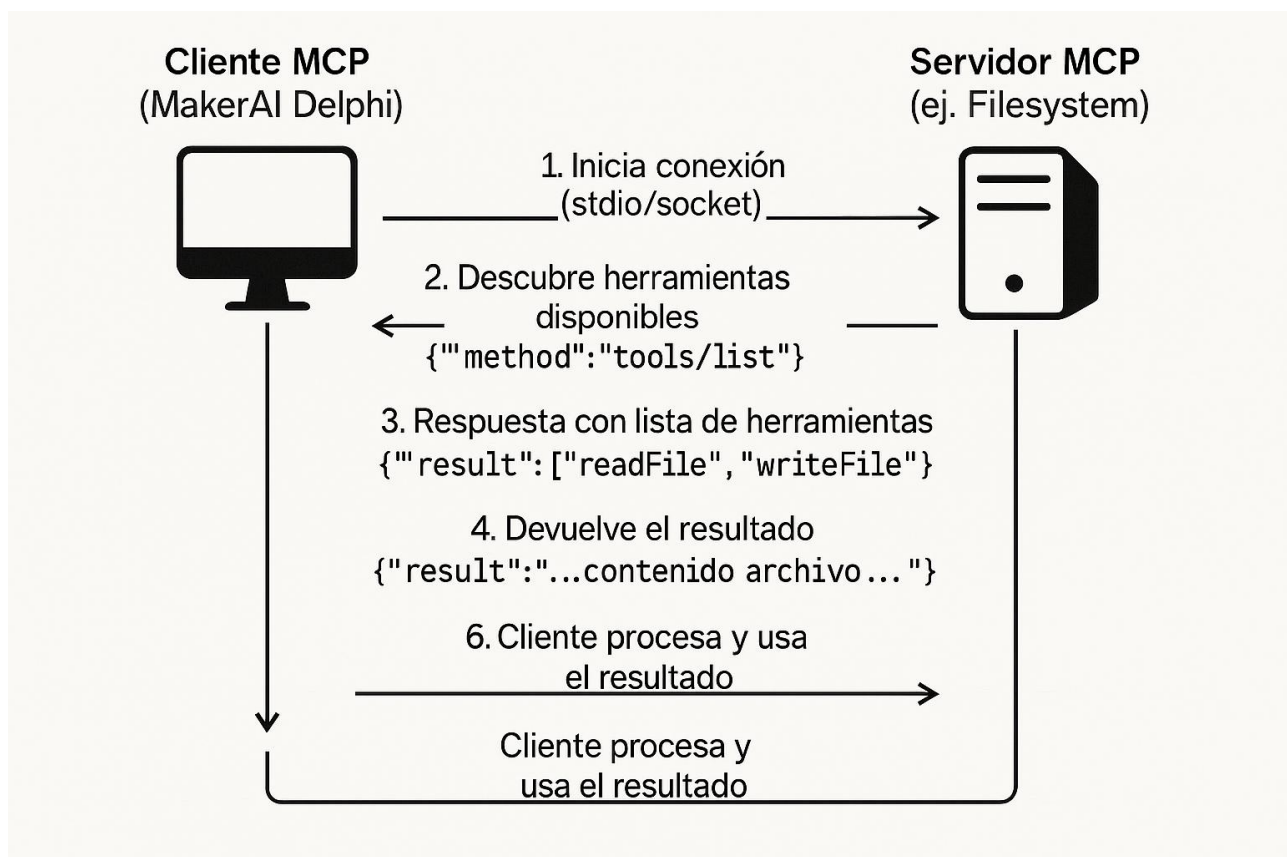 Cliente MCP
(MakerAI Delphi)
Servidor MCP
(ej. Filesystem)
1. Inicia conexión
(stdio/socket)
2. Descubre herramientas
disponibles
{"'method":"tools/list"}
3. Respuesta con lista de herramientas
{"'result":["readFile","writeFile"}
4. Devuelve el resultado
{"result":"...contenido archivo..."}
6. Cliente procesa y usa
el resultado
Cliente procesa y
usa el resultado